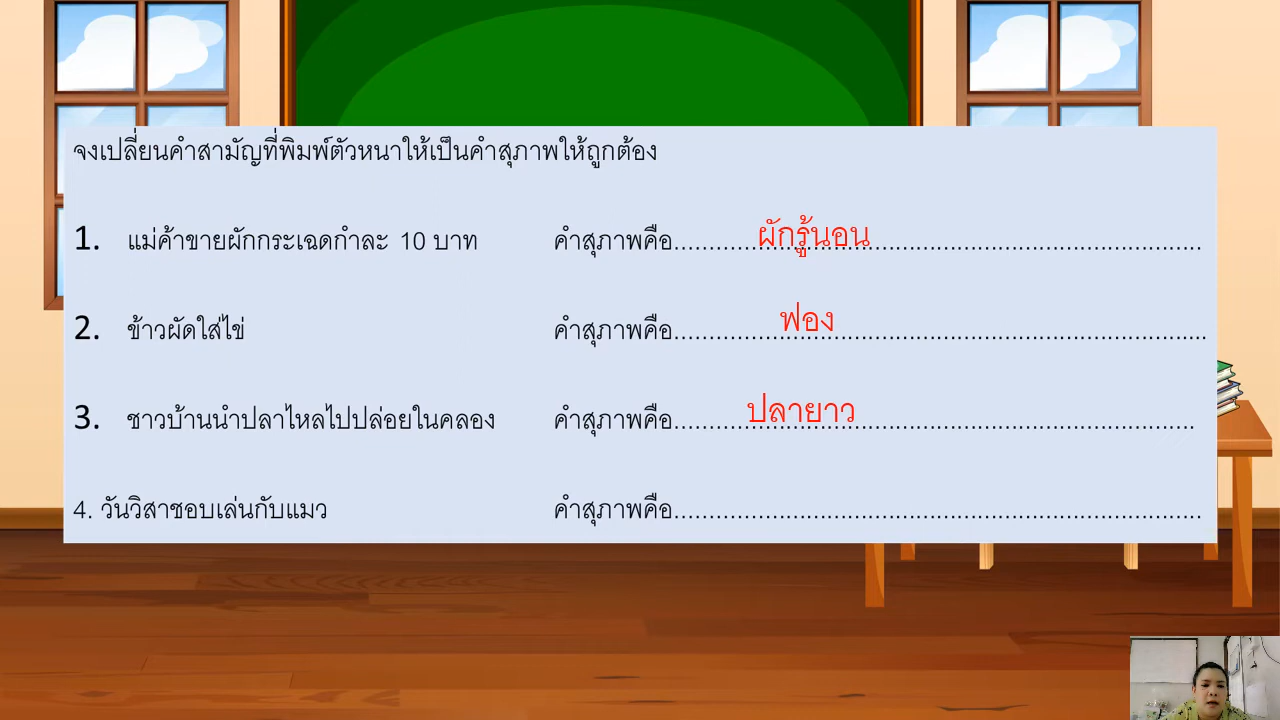 จงเปลี่ยนคำสามัญที่พิมพ์ตัวหนาให้เป็นคำสุภาพให้ถูกต้อง
1. แม่ค้าขายผักกระเฉดกำละ 10 บาท คำสุภาพคือ..........ผักรู้นอน..........
2. ข้าวผัดใส่ไข่ คำสุภาพคือ..........ฟอง..........
3. ชาวบ้านนำปลาไหลไปปล่อยในคลอง คำสุภาพคือ..........ปลายาว..........
4. วันวิสาชอบเล่นกับแมว คำสุภาพคือ....................